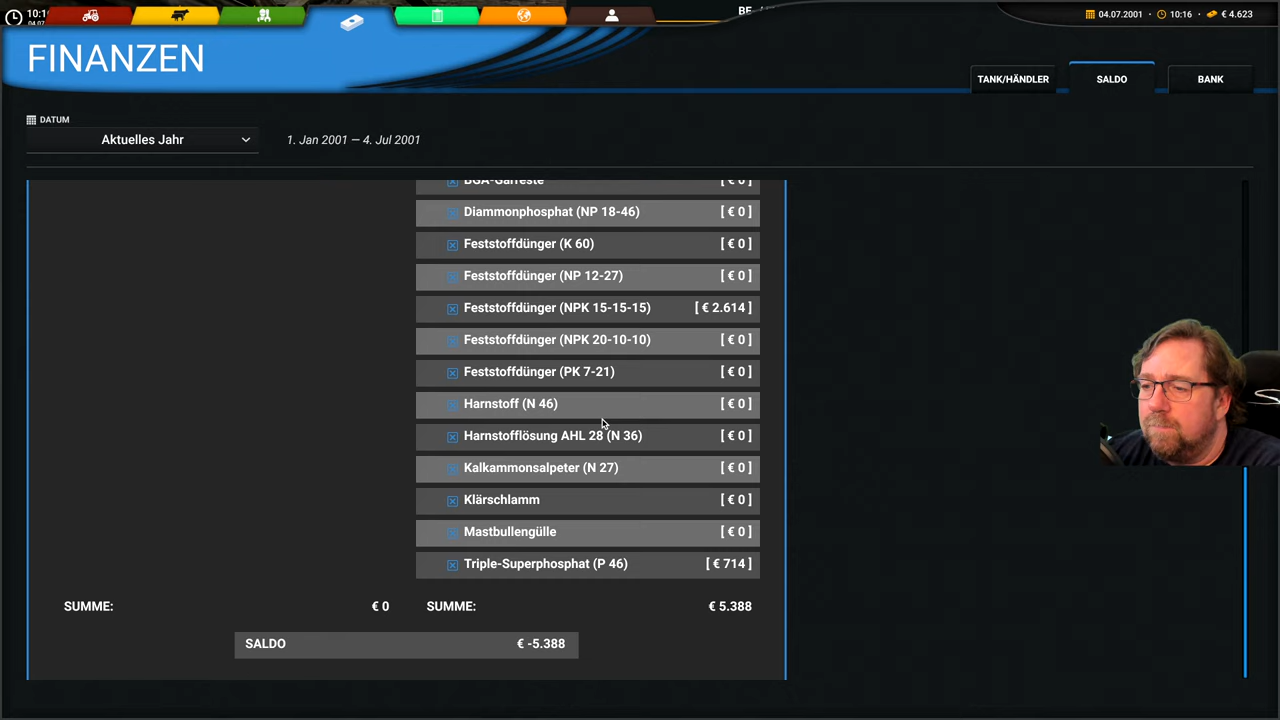 04.07.2001 · 10:16 · € 4.623
FINANZEN
TANK/HÄNDLER
SALDO
BANK
DATUM
Aktuelles Jahr
1. Jan 2001 — 4. Jul 2001
BGA-Gärreste [ € 0 ]
Diammonphosphat (NP 18-46) [ € 0 ]
Feststoffdünger (K 60) [ € 0 ]
Feststoffdünger (NP 12-27) [ € 0 ]
Feststoffdünger (NPK 15-15-15) [ € 2.614 ]
Feststoffdünger (NPK 20-10-10) [ € 0 ]
Feststoffdünger (PK 7-21) [ € 0 ]
Harnstoff (N 46) [ € 0 ]
Harnstofflösung AHL 28 (N 36) [ € 0 ]
Kalkammonsalpeter (N 27) [ € 0 ]
Klärschlamm [ € 0 ]
Mastbullengülle [ € 0 ]
Triple-Superphosphat (P 46) [ € 714 ]
SUMME: € 0 SUMME: € 5.388
SALDO € -5.388